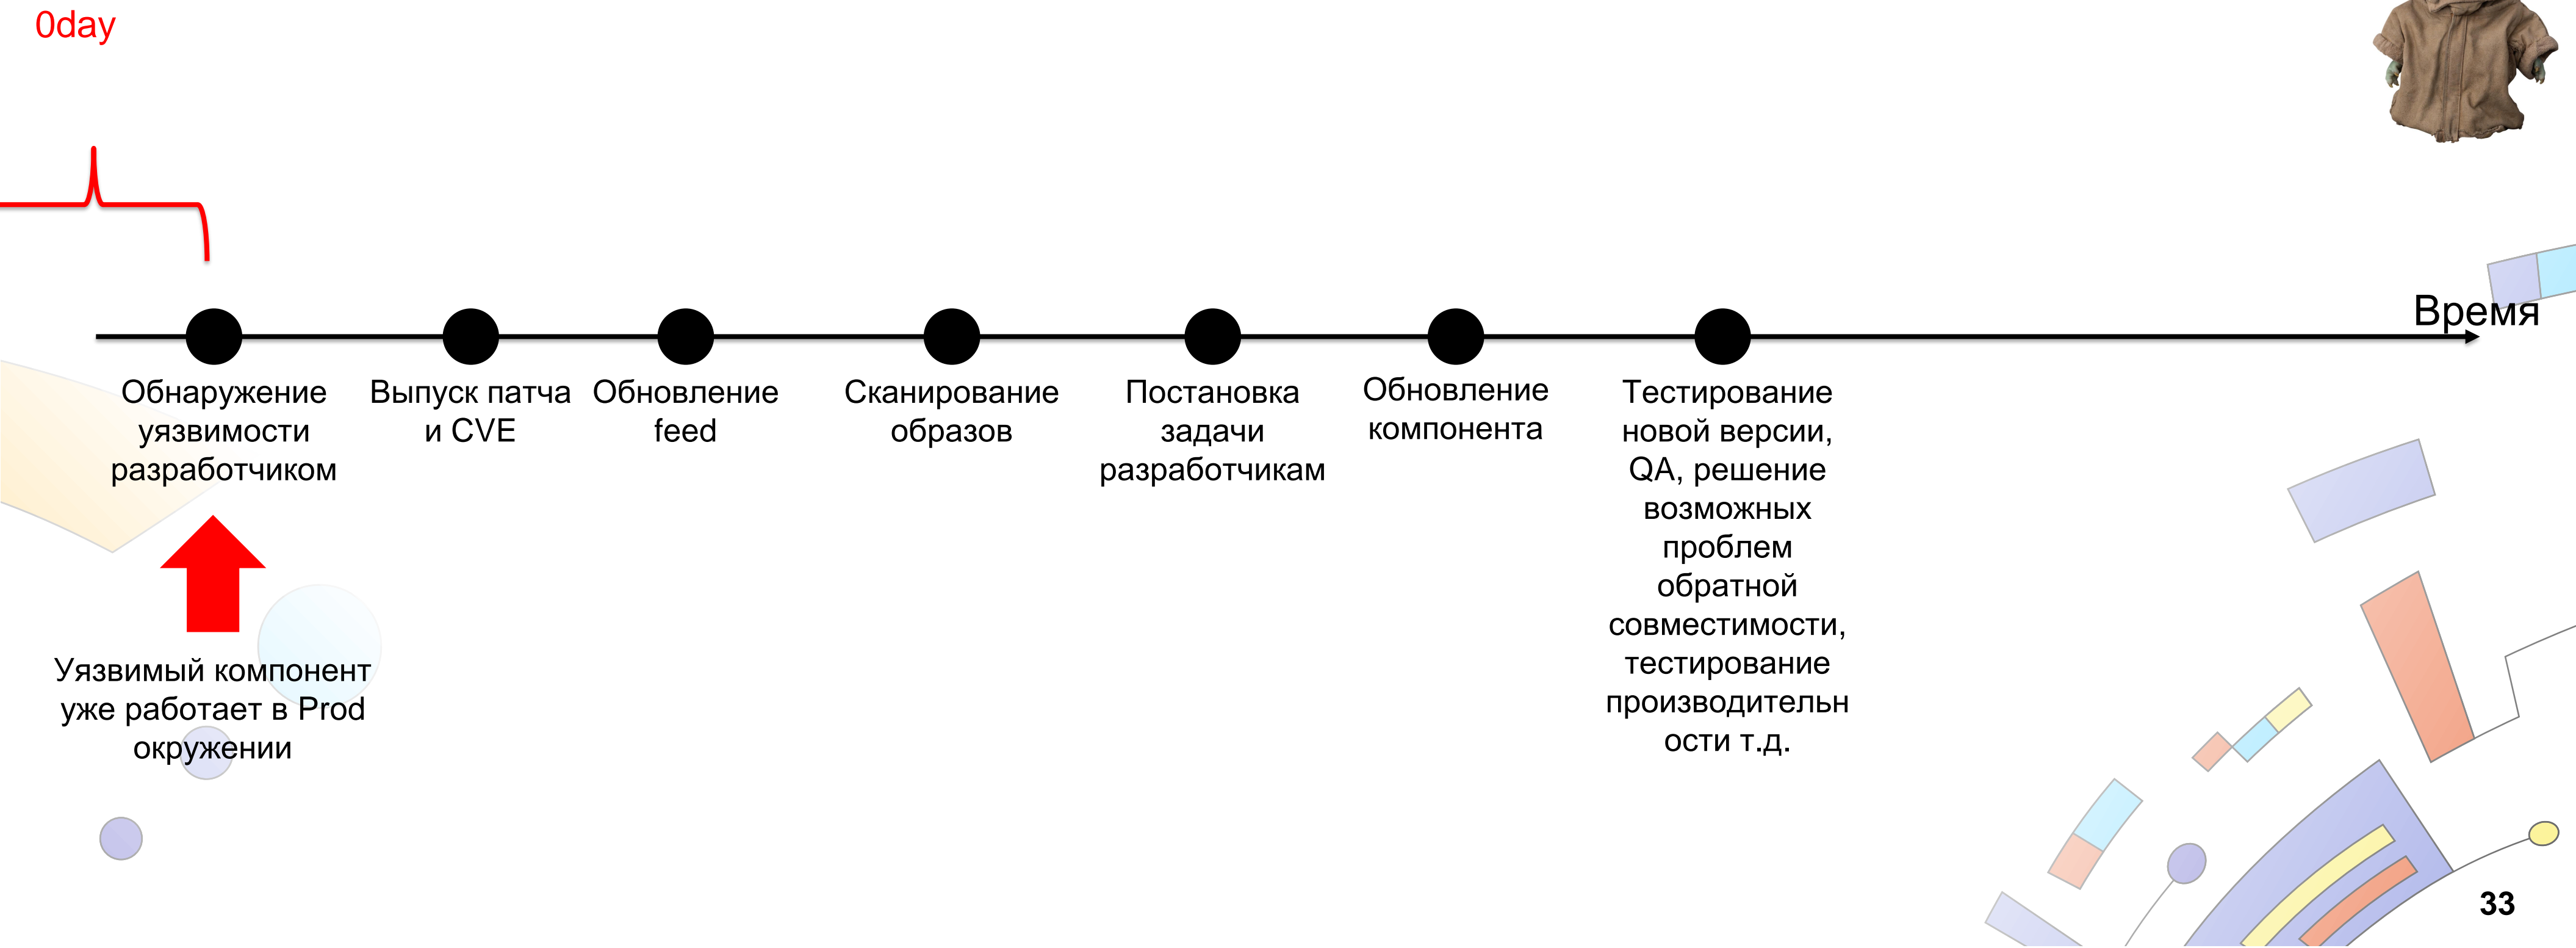 0day
Время
Обнаружение
уязвимости
разработчиком
Выпуск патча
и CVE
Обновление
feed
Сканирование
образов
Постановка
задачи
разработчикам
Обновление
компонента
Тестирование
новой версии,
QA, решение
возможных
проблем
обратной
совместимости,
тестирование
производительн
ости т.д.
Уязвимый компонент
уже работает в Prod
окружении
33